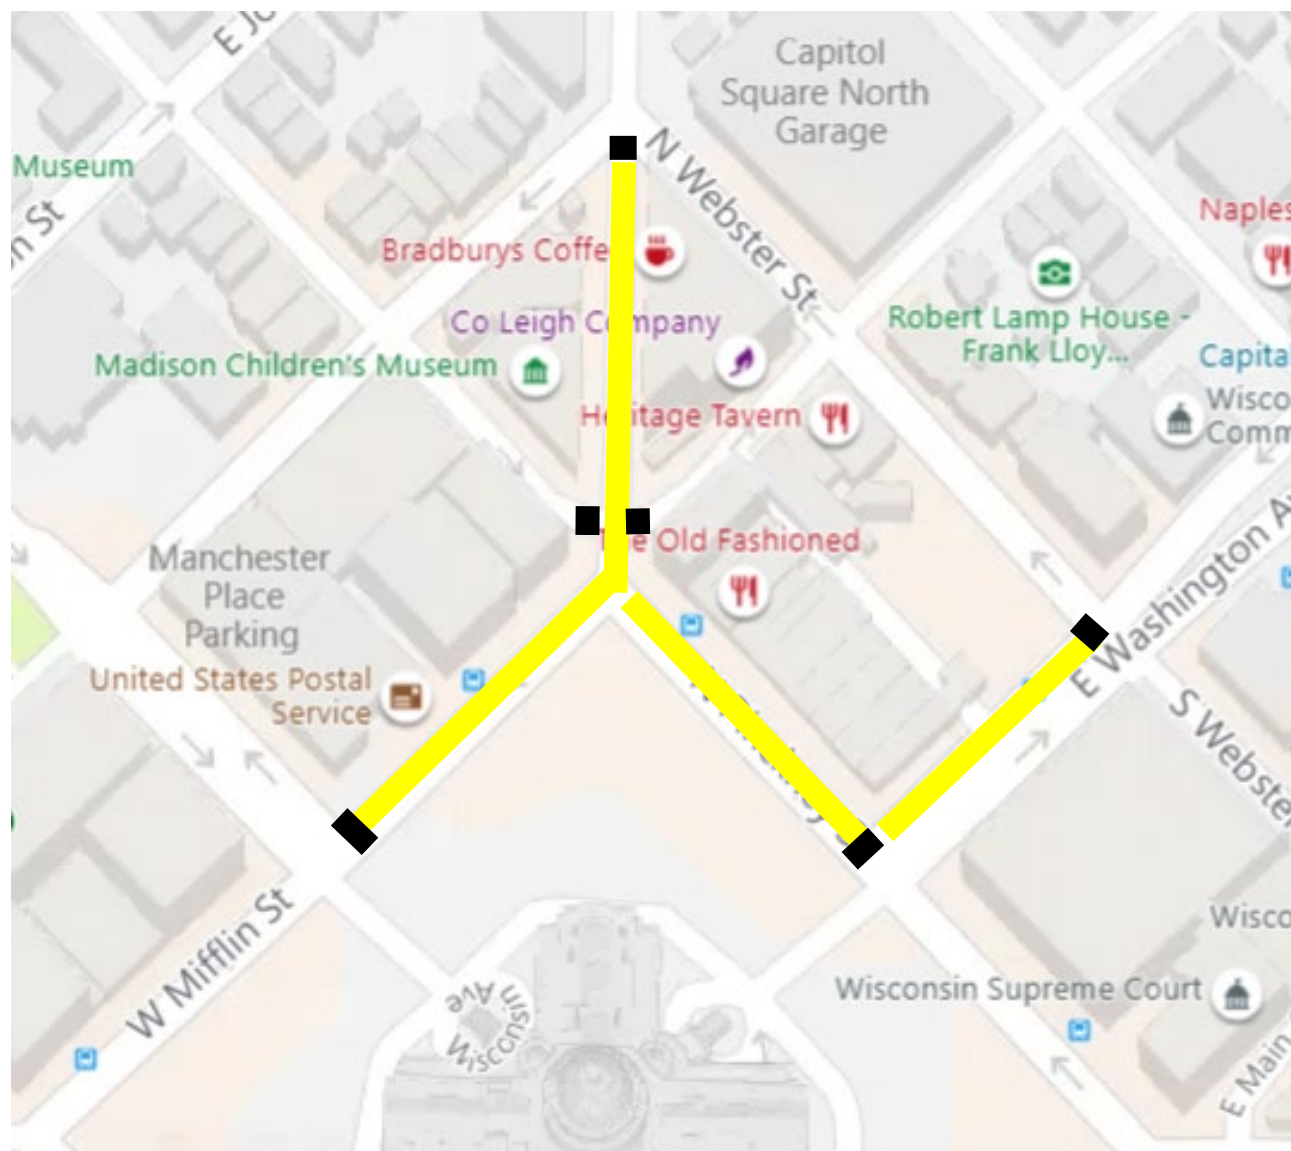 E Jo
Capitol
Square North
Garage
Museum
N Webster St
Naples
Bradburys Coffe
Co Leigh C mpany
Robert Lamp House -
Frank Lloy...
Madison Children's Museum
Capital
Wisco
Comm
Heritage Tavern
E Washington Av
The Old Fashioned
Manchester
Place
Parking
United States Postal
Service
S Webster
W Mifflin St
Wisco
Wisconsin Supreme Court
Wisconsin Ave
E Main